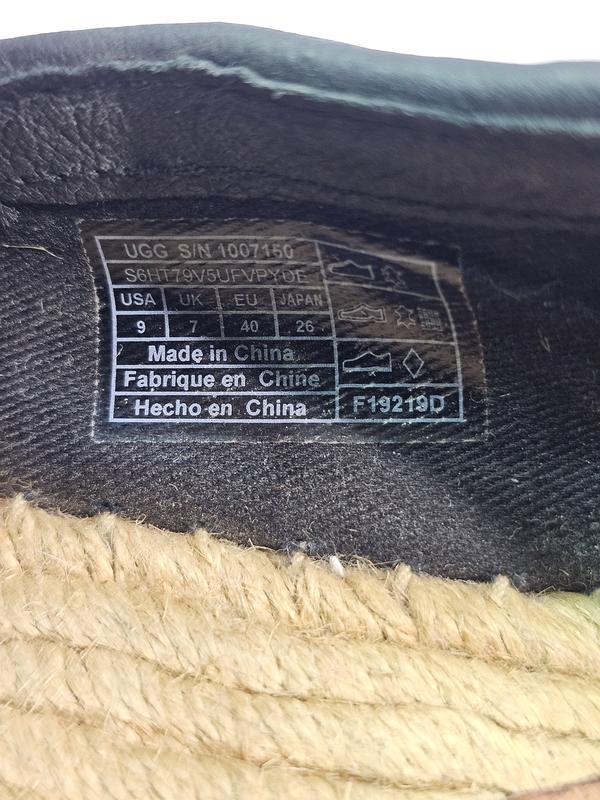 UGG S/N 1007150
S6HT79V5UFVPYDE
USA UK EU JAPAN
9 7 40 26
Made in China
Fabrique en Chine
Hecho en China
F19219D